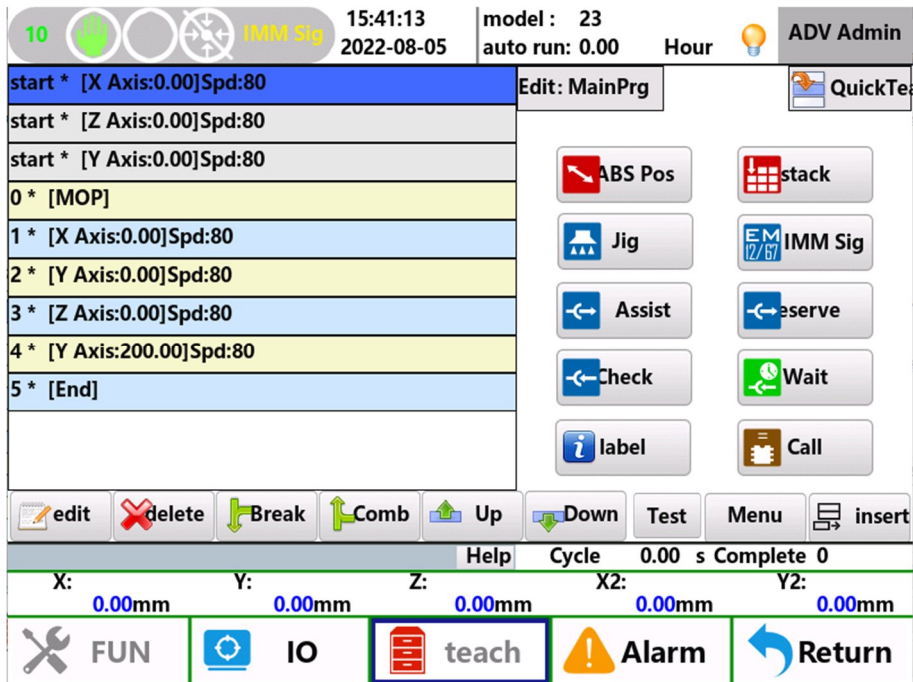 10 IMM Sig 15:41:13 model : 23 ADV Admin
2022-08-05 auto run: 0.00 Hour
start * [X Axis:0.00]Spd:80
start * [Z Axis:0.00]Spd:80
start * [Y Axis:0.00]Spd:80
0 * [MOP]
1 * [X Axis:0.00]Spd:80
2 * [Y Axis:0.00]Spd:80
3 * [Z Axis:0.00]Spd:80
4 * [Y Axis:200.00]Spd:80
5 * [End]
Edit: MainPrg QuickTea
ABS Pos stack
Jig EM 12/67 IMM Sig
Assist eserve
Check Wait
label Call
edit delete Break Comb Up Down Test Menu insert
Help Cycle 0.00 s Complete 0
X: Y: Z: X2: Y2:
0.00mm 0.00mm 0.00mm 0.00mm 0.00mm
FUN IO teach Alarm Return